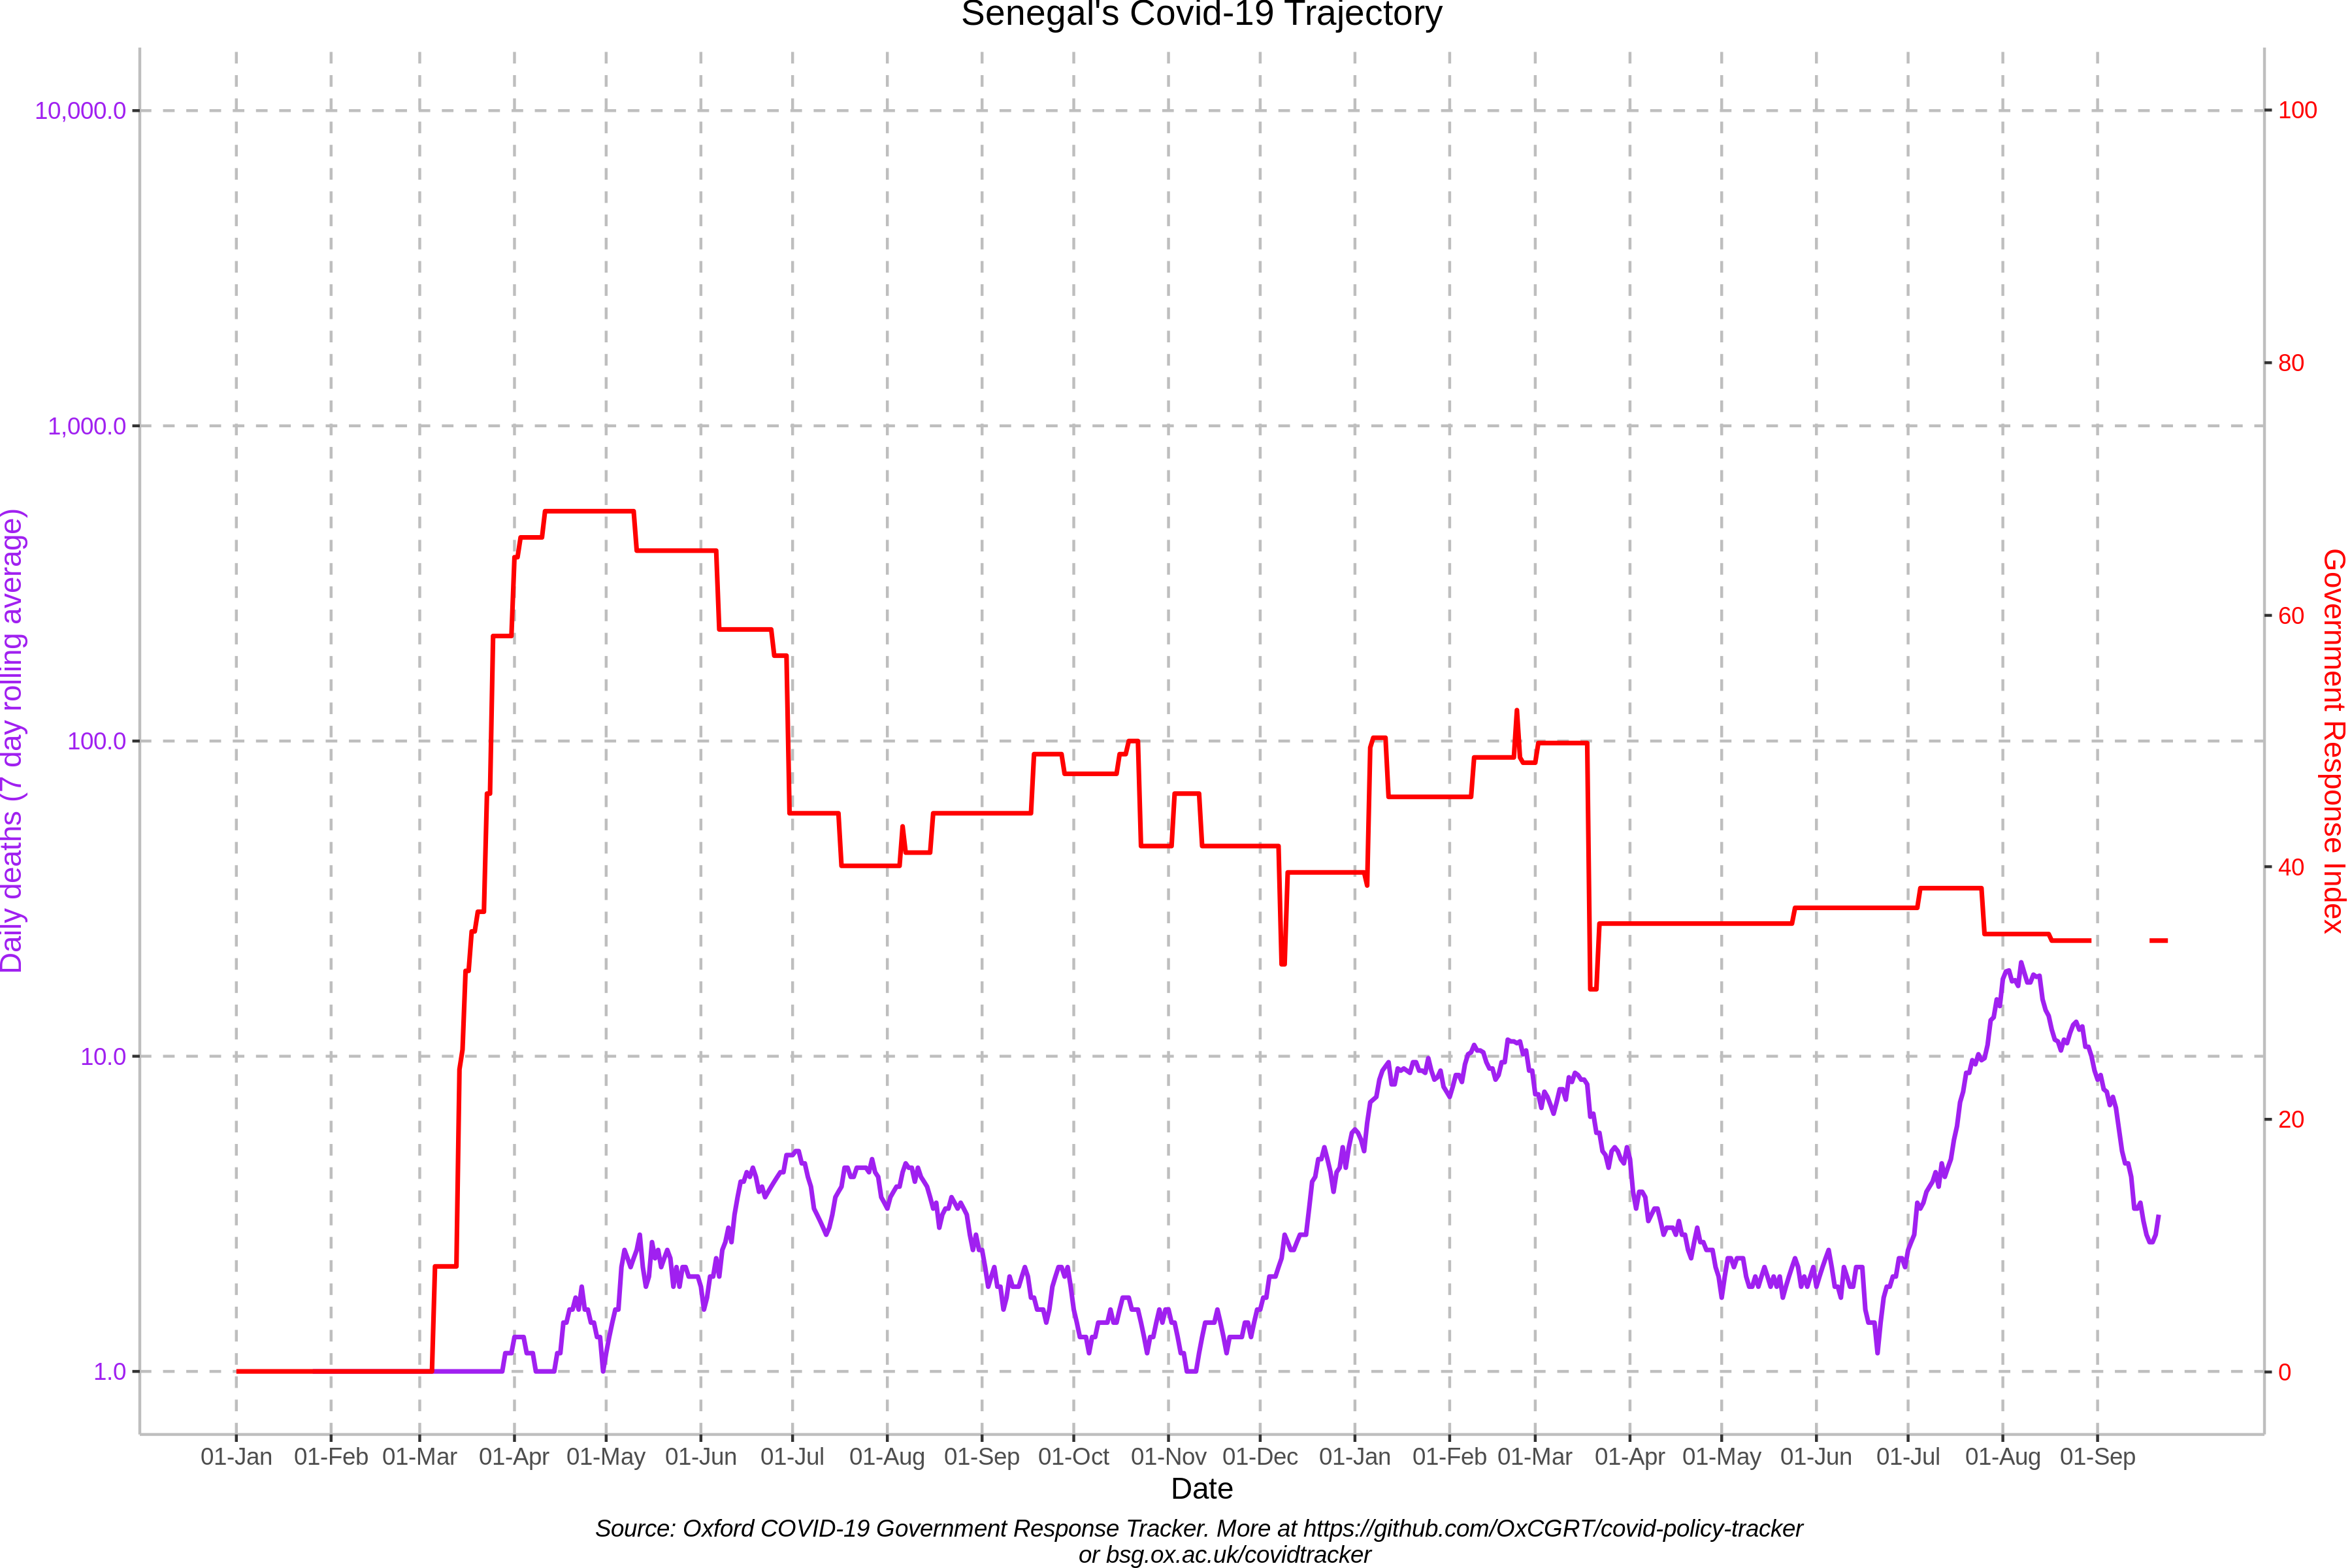 Senegal's Covid-19 Trajectory
10,000.0
1,000.0
100.0
10.0
1.0
Daily deaths (7 day rolling average)
100
80
60
40
20
0
Government Response Index
01-Jan 01-Feb 01-Mar 01-Apr 01-May 01-Jun 01-Jul 01-Aug 01-Sep 01-Oct 01-Nov 01-Dec 01-Jan 01-Feb 01-Mar 01-Apr 01-May 01-Jun 01-Jul 01-Aug 01-Sep
Date
Source: Oxford COVID-19 Government Response Tracker. More at https://github.com/OxCGRT/covid-policy-tracker
or bsg.ox.ac.uk/covidtracker